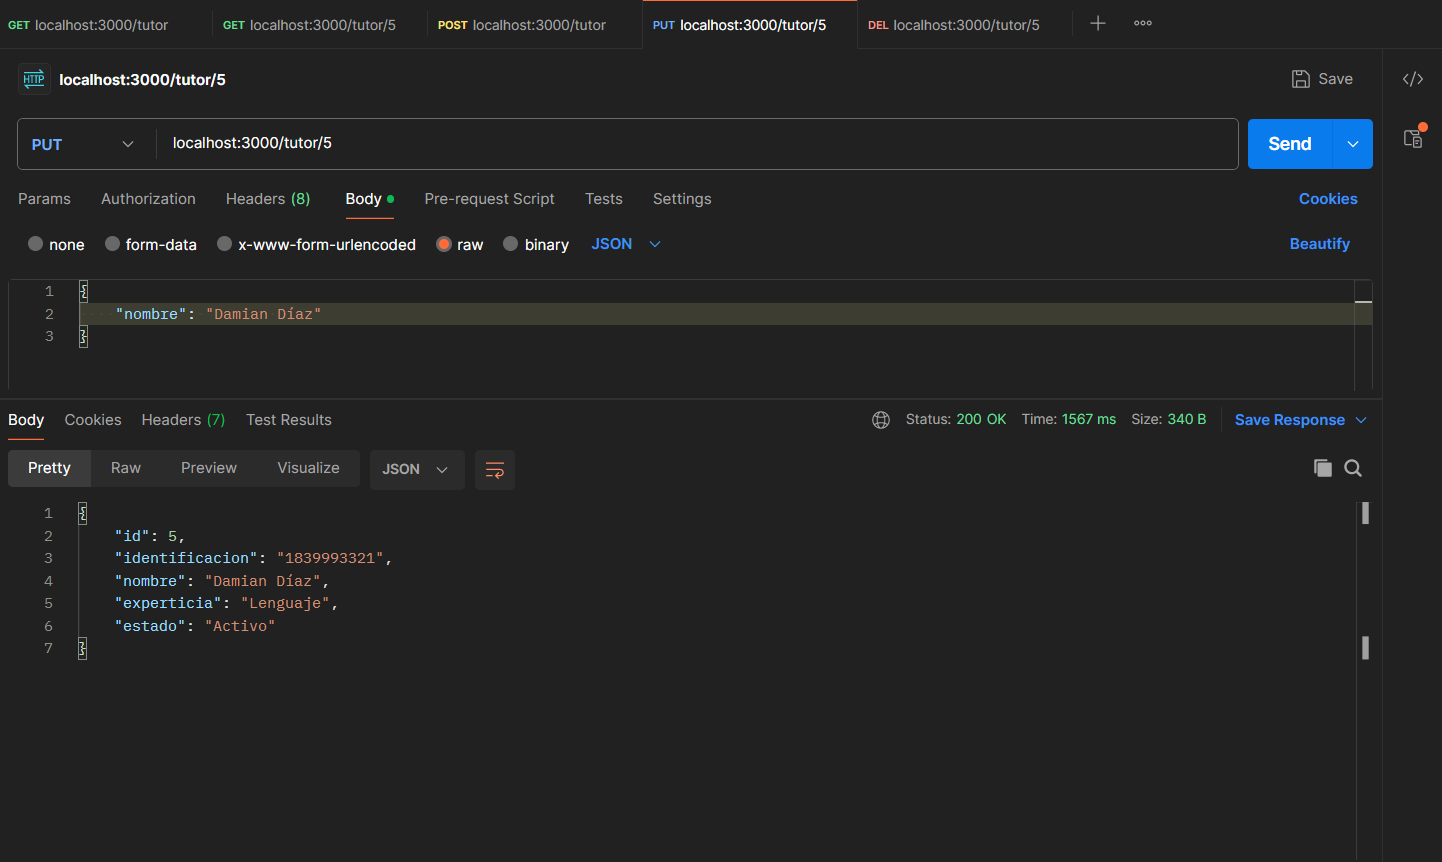 GET localhost:3000/tutor GET localhost:3000/tutor/5 POST localhost:3000/tutor PUT localhost:3000/tutor/5 DEL localhost:3000/tutor/5
HTTP localhost:3000/tutor/5 Save
PUT localhost:3000/tutor/5 Send
Params Authorization Headers (8) Body Pre-request Script Tests Settings Cookies
none form-data x-www-form-urlencoded raw binary JSON Beautify
1 {
2 "nombre": "Damian Díaz"
3 }
Body Cookies Headers (7) Test Results Status: 200 OK Time: 1567 ms Size: 340 B Save Response
Pretty Raw Preview Visualize JSON
1 {
2 "id": 5,
3 "identificacion": "1839993321",
4 "nombre": "Damian Díaz",
5 "experticia": "Lenguaje",
6 "estado": "Activo"
7 }